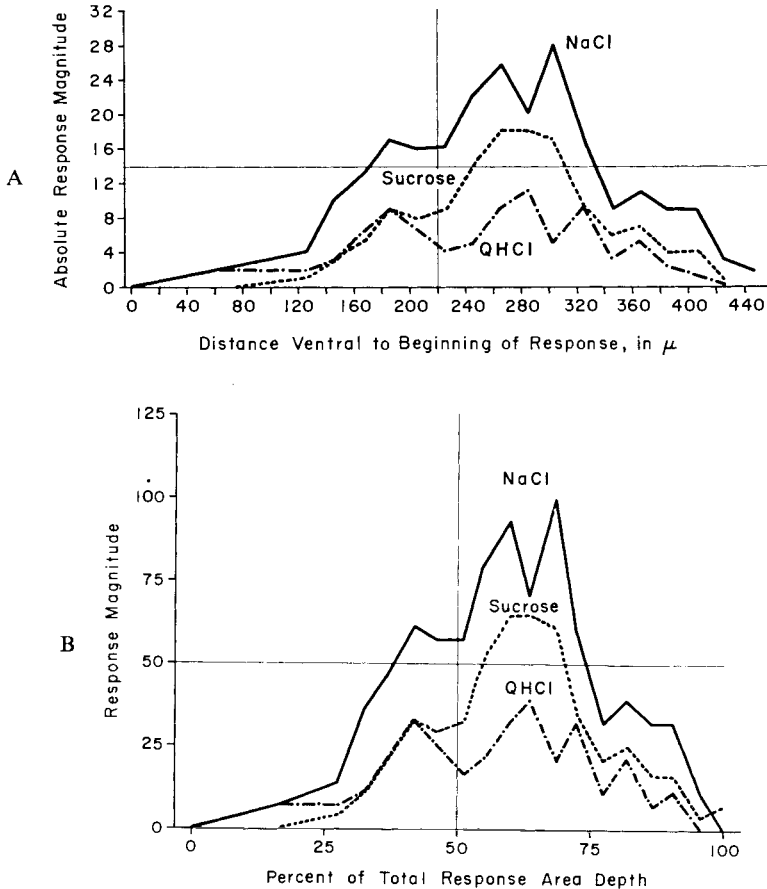 A
Absolute Response Magnitude
32
28
24
20
16
12
8
4
0
NaCl
Sucrose
QHCl
0 40 80 120 160 200 240 280 320 360 400 440
Distance Ventral to Beginning of Response, in μ
B
Response Magnitude
125
100
75
50
25
0
NaCl
Sucrose
QHCl
0 25 50 75 100
Percent of Total Response Area Depth